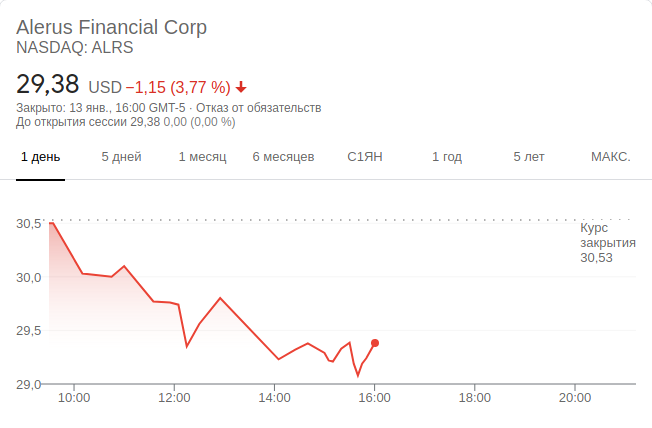 Alerus Financial Corp
NASDAQ: ALRS
29,38 USD −1,15 (3,77 %)
Закрыто: 13 янв., 16:00 GMT-5 · Отказ от обязательств
До открытия сессии 29,38 0,00 (0,00 %)
1 день 5 дней 1 месяц 6 месяцев С1ЯН 1 год 5 лет МАКС.
30,5
Курс
закрытия
30,53
30,0
29,5
29,0
10:00 12:00 14:00 16:00 18:00 20:00